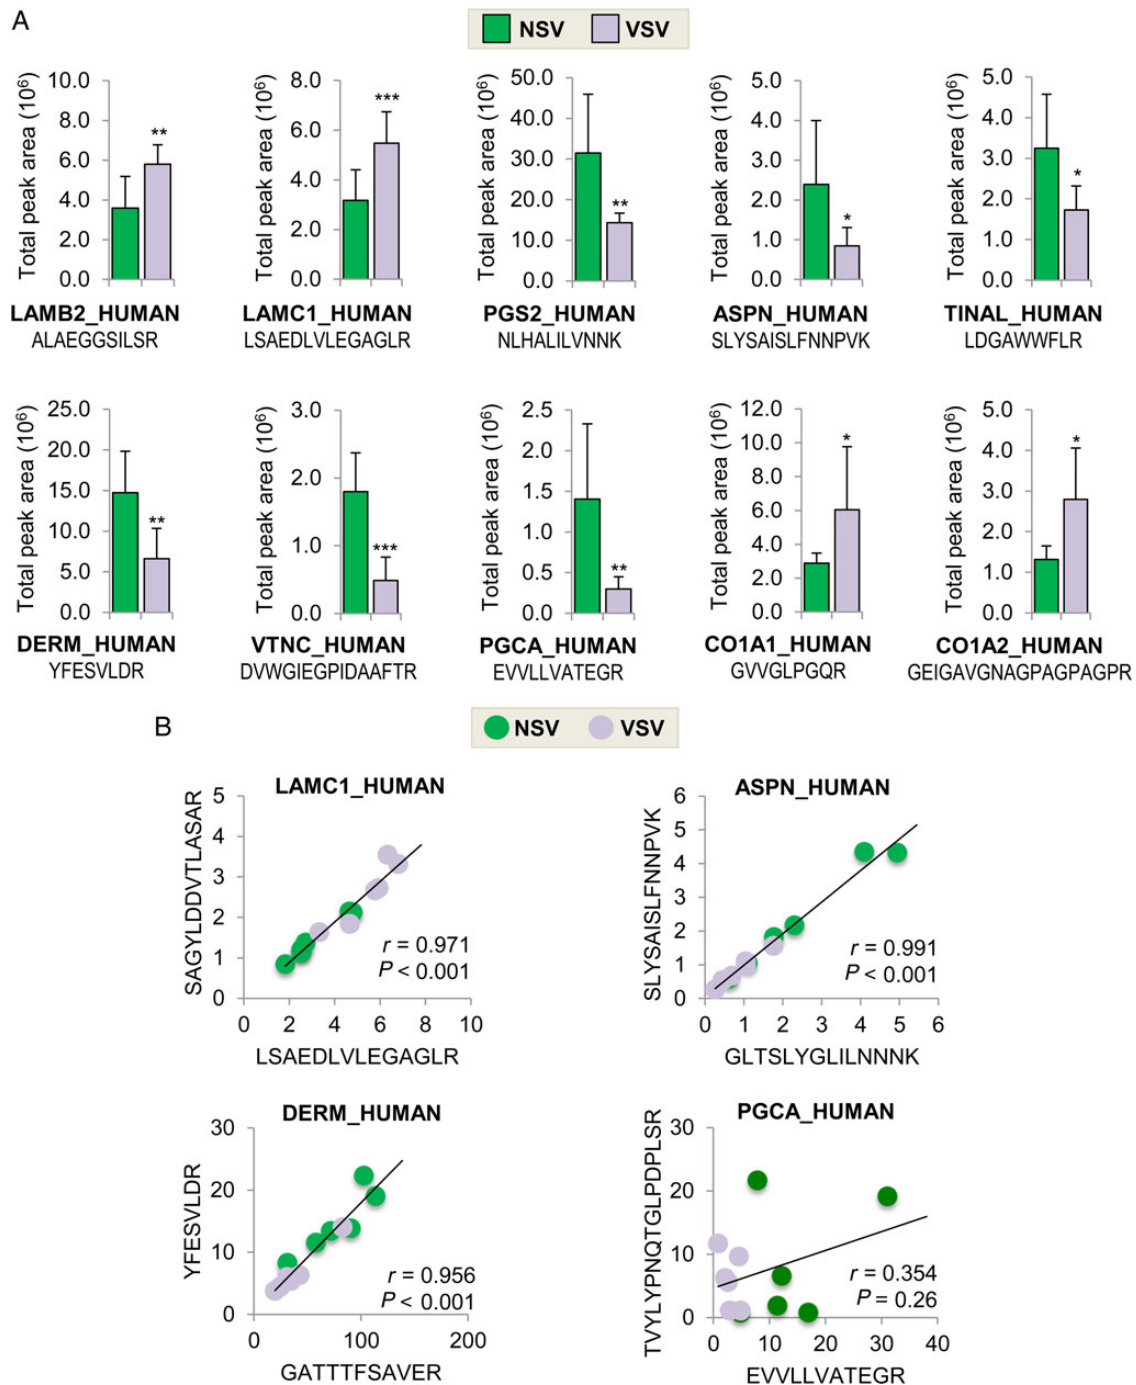 A
NSV VSV
Total peak area (10⁶)
10.0
8.0
6.0
4.0
2.0
0.0
**
LAMB2_HUMAN
ALAEGGSILSR
Total peak area (10⁶)
8.0
6.0
4.0
2.0
0.0
***
LAMC1_HUMAN
LSAEDLVLEGAGLR
Total peak area (10⁶)
50.0
40.0
30.0
20.0
10.0
0.0
**
PGS2_HUMAN
NLHALILVNNK
Total peak area (10⁶)
5.0
4.0
3.0
2.0
1.0
0.0
*
ASPN_HUMAN
SLYSAISLFNNPVK
Total peak area (10⁶)
5.0
4.0
3.0
2.0
1.0
0.0
*
TINAL_HUMAN
LDGAWWFLR
Total peak area (10⁶)
25.0
20.0
15.0
10.0
5.0
0.0
**
DERM_HUMAN
YFESVLDR
Total peak area (10⁶)
3.0
2.0
1.0
0.0
***
VTNC_HUMAN
DVWGIEGPIDAAFTR
Total peak area (10⁶)
2.5
2.0
1.5
1.0
0.5
0.0
**
PGCA_HUMAN
EVVLLVATEGR
Total peak area (10⁶)
12.0
10.0
8.0
6.0
4.0
2.0
0.0
*
CO1A1_HUMAN
GVVGLPGQR
Total peak area (10⁶)
5.0
4.0
3.0
2.0
1.0
0.0
*
CO1A2_HUMAN
GEIGAVGNAGPAGPAGPR
B
NSV VSV
LAMC1_HUMAN
SAGYLDDVTLASAR
5
4
3
2
1
0
r = 0.971
P < 0.001
0 2 4 6 8 10
LSAEDLVLEGAGLR
ASPN_HUMAN
SLYSAISLFNNPVK
6
5
4
3
2
1
0
r = 0.991
P < 0.001
0 1 2 3 4 5 6
GLTSLYGLILNNNK
DERM_HUMAN
YFESVLDR
30
20
10
0
r = 0.956
P < 0.001
0 100 200
GATTTFSAVER
PGCA_HUMAN
TVYLYPNQTGLPDPLSR
30
20
10
0
r = 0.354
P = 0.26
0 10 20 30 40
EVVLLVATEGR